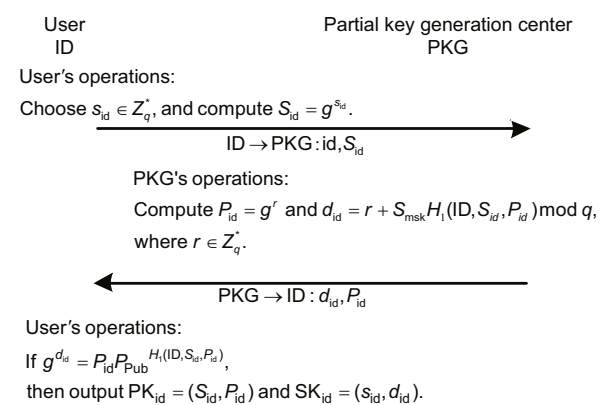 User Partial key generation center
ID PKG
User's operations:
Choose s_id ∈ Z_q^*, and compute S_id = g^{s_id}.
ID → PKG : id, S_id
PKG's operations:
Compute P_id = g^r and d_id = r + S_msk H_1(ID, S_id, P_id) mod q,
where r ∈ Z_q^*.
PKG → ID : d_id, P_id
User's operations:
If g^{d_id} = P_id P_Pub^{H_1(ID, S_id, P_id)},
then output PK_id = (S_id, P_id) and SK_id = (s_id, d_id).